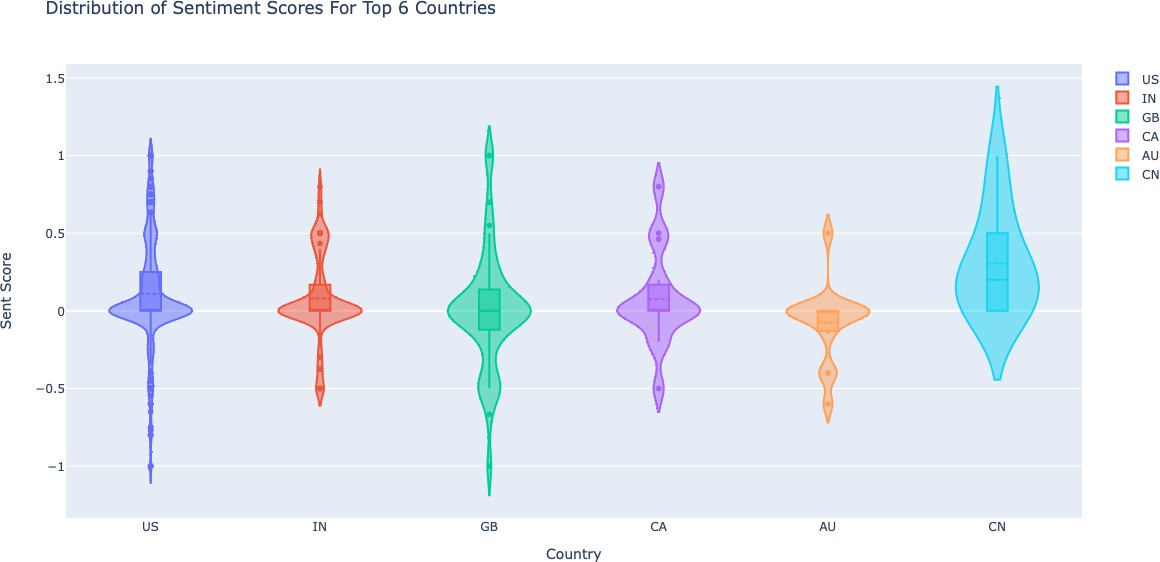 Distribution of Sentiment Scores For Top 6 Countries
Sent Score
1.5
1
0.5
0
−0.5
−1
US
IN
GB
CA
AU
CN
Country
US
IN
GB
CA
AU
CN